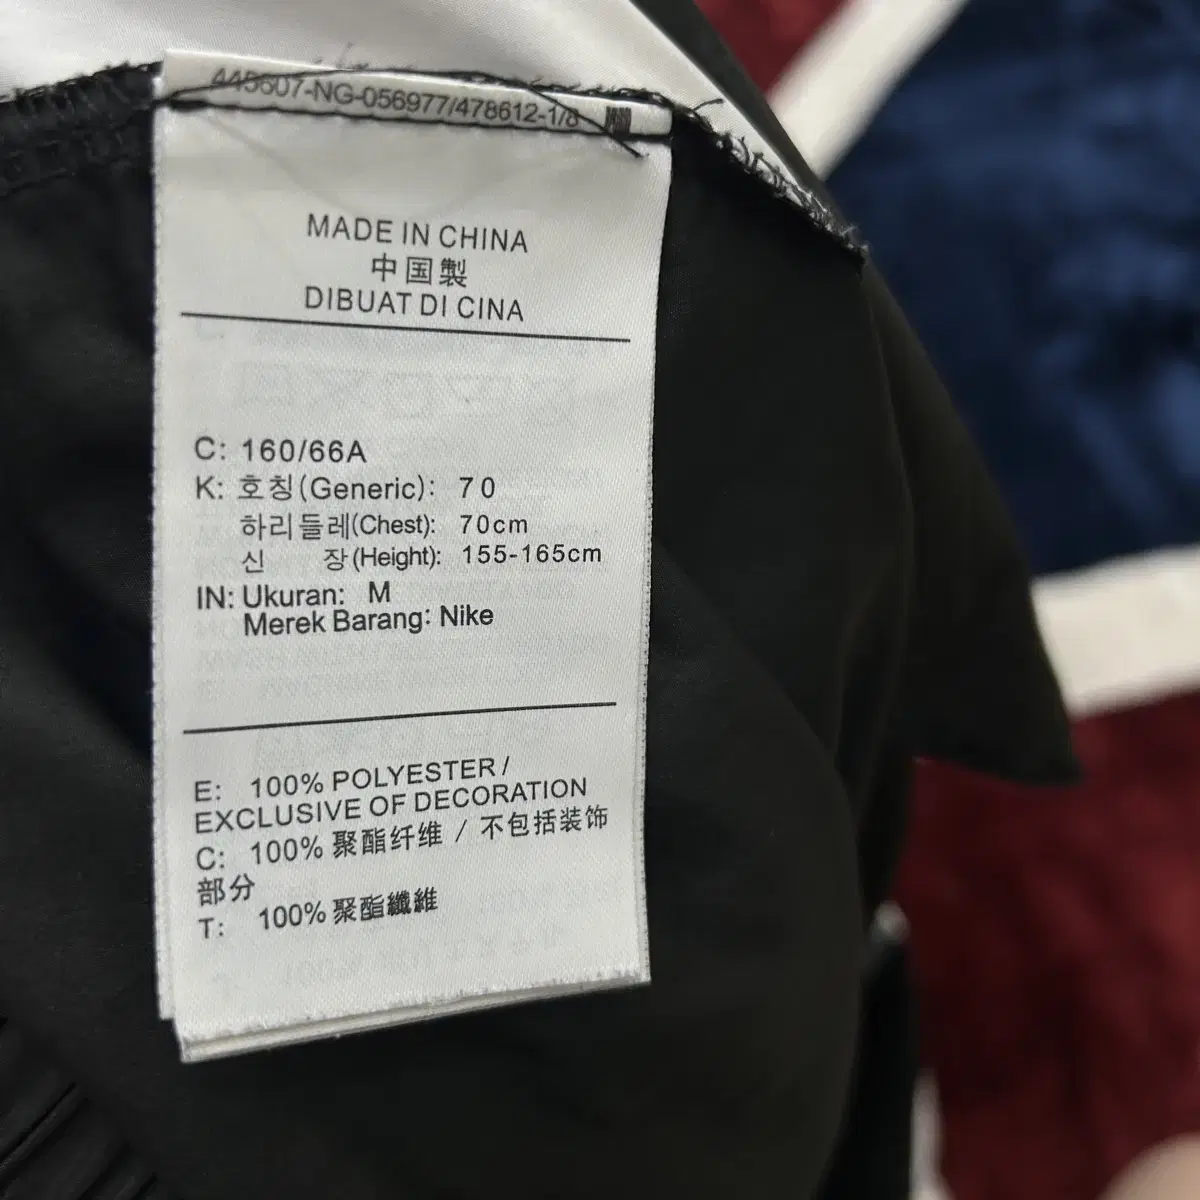 445607-NG-056977/478612-1/8
MADE IN CHINA
中国製
DIBUAT DI CINA
C: 160/66A
K: 호칭(Generic): 70
하리둘레(Chest): 70cm
신 장(Height): 155-165cm
IN: Ukuran: M
Merek Barang: Nike
E: 100% POLYESTER /
EXCLUSIVE OF DECORATION
C: 100% 聚酯纤维 / 不包括装饰
部分
T: 100% 聚酯纖維